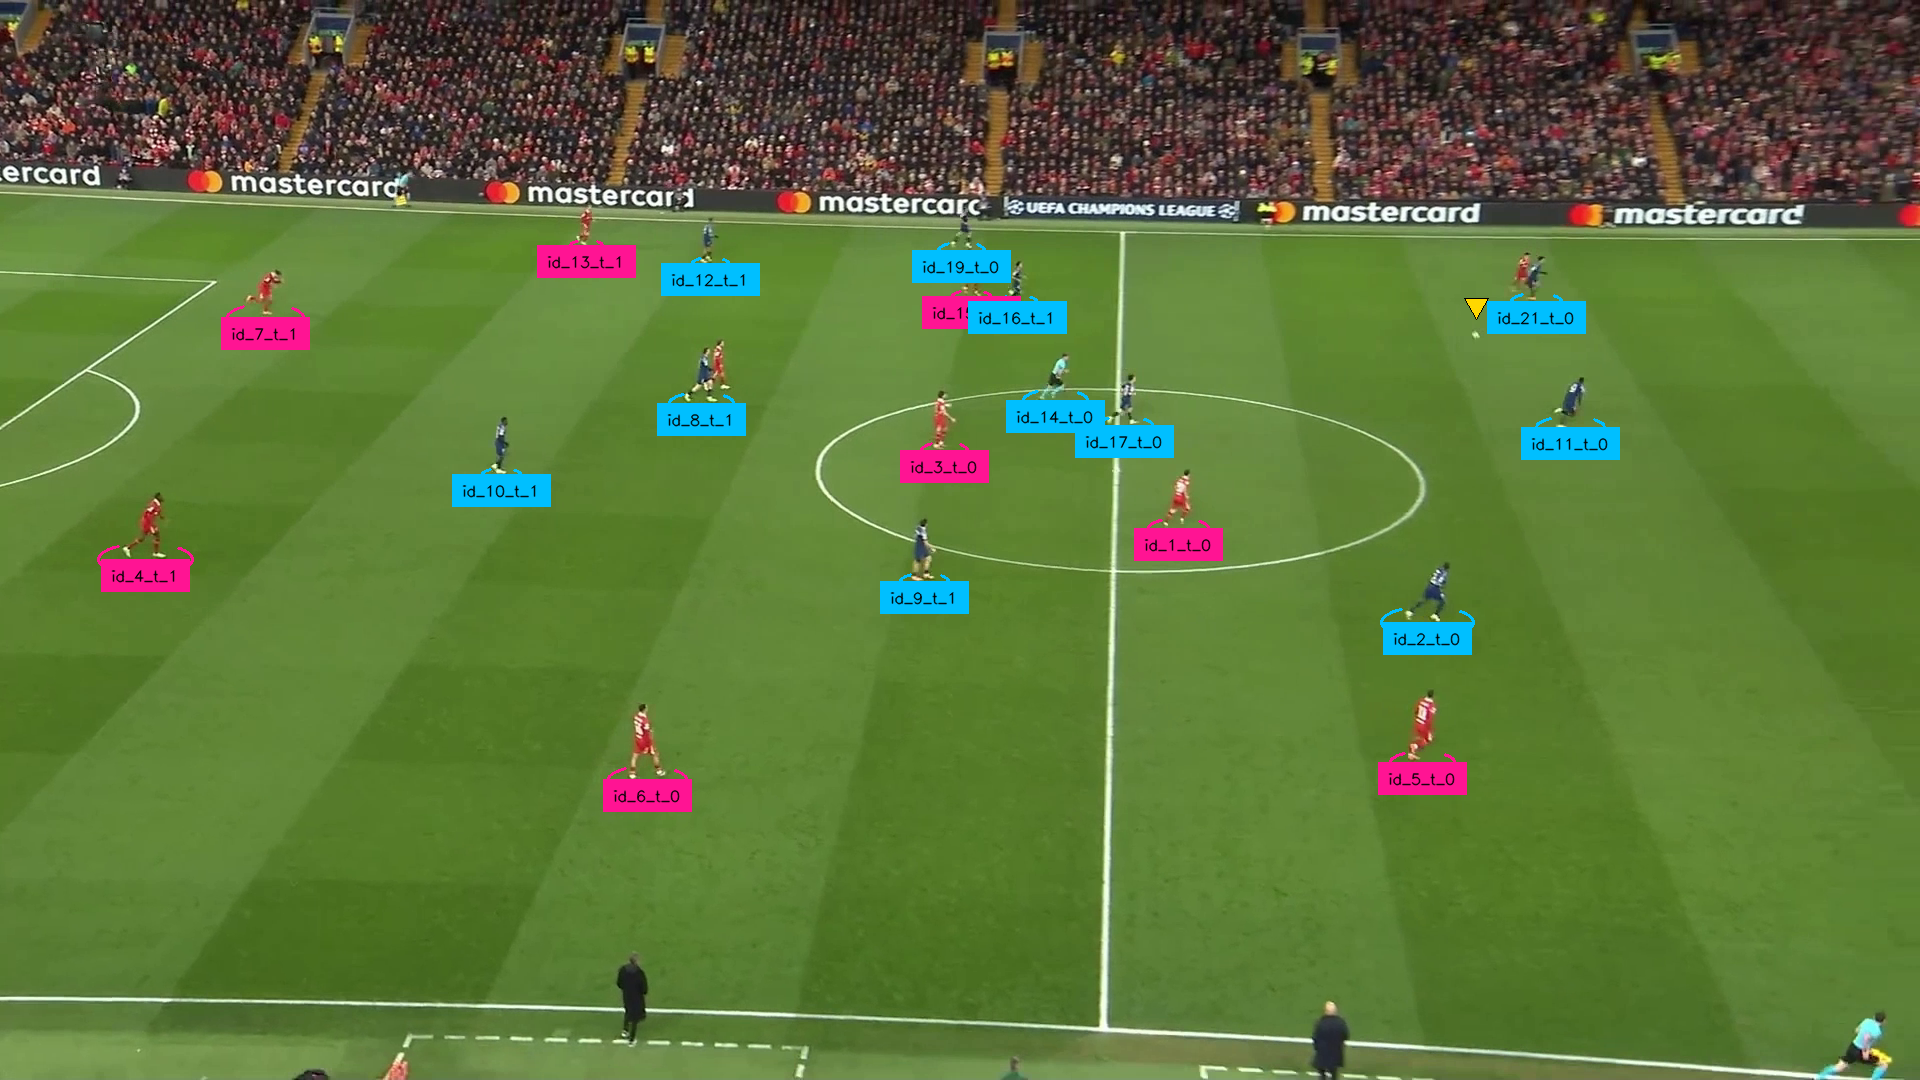 ercard
mastercard
mastercard
mastercard
UEFA CHAMPIONS LEAGUE
mastercard
mastercard
id_13_t_1
id_12_t_1
id_19_t_0
id_7_t_1
id_15
id_16_t_1
id_21_t_0
id_8_t_1
id_14_t_0
id_17_t_0
id_11_t_0
id_3_t_0
id_10_t_1
id_1_t_0
id_4_t_1
id_9_t_1
id_2_t_0
id_5_t_0
id_6_t_0